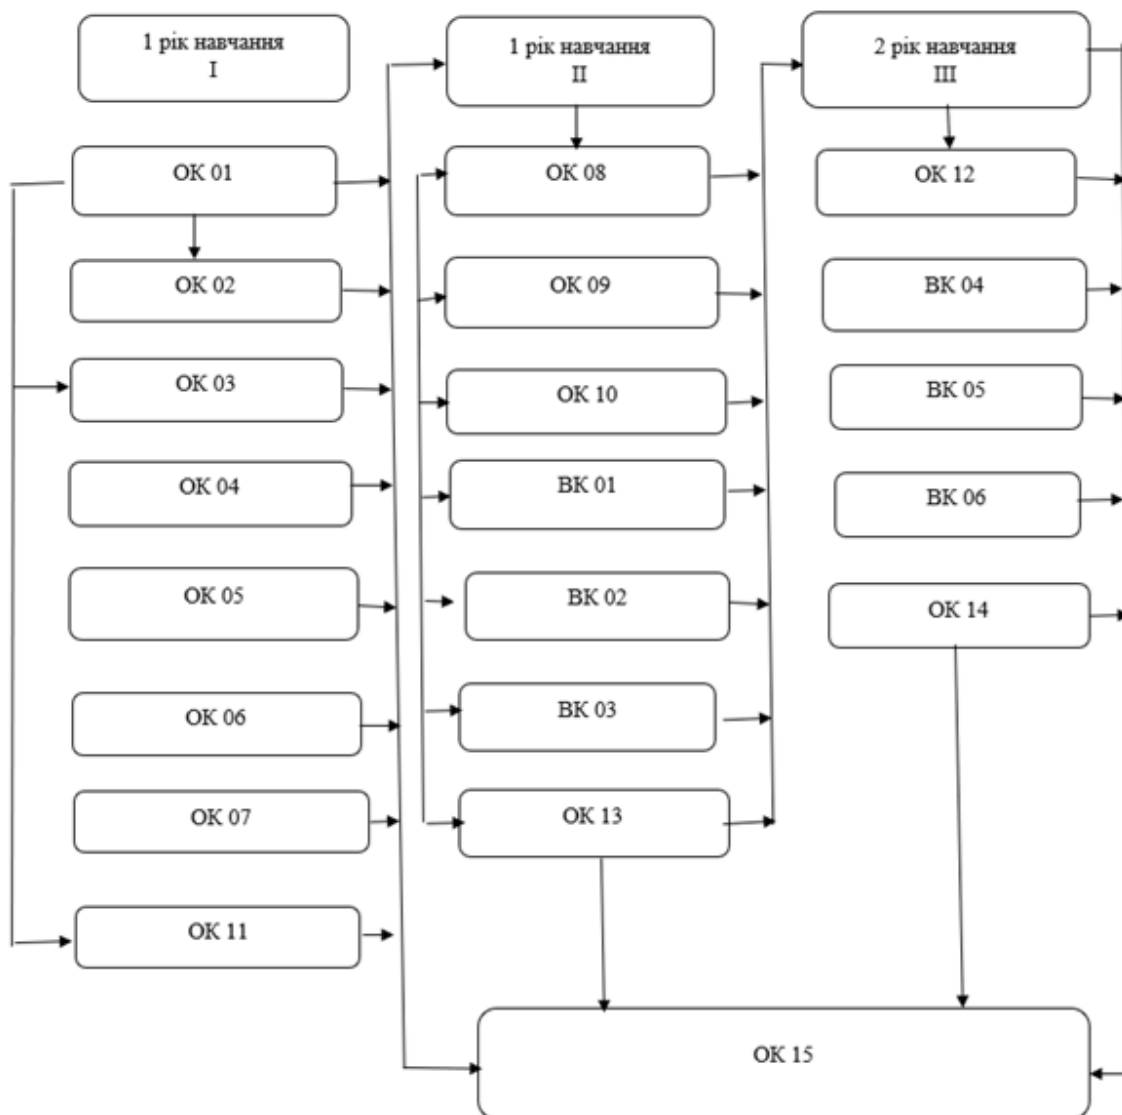 1 рік навчання
І
ОК 01
ОК 02
ОК 03
ОК 04
ОК 05
ОК 06
ОК 07
ОК 11
1 рік навчання
ІІ
ОК 08
ОК 09
ОК 10
ВК 01
ВК 02
ВК 03
ОК 13
2 рік навчання
ІІІ
ОК 12
ВК 04
ВК 05
ВК 06
ОК 14
ОК 15